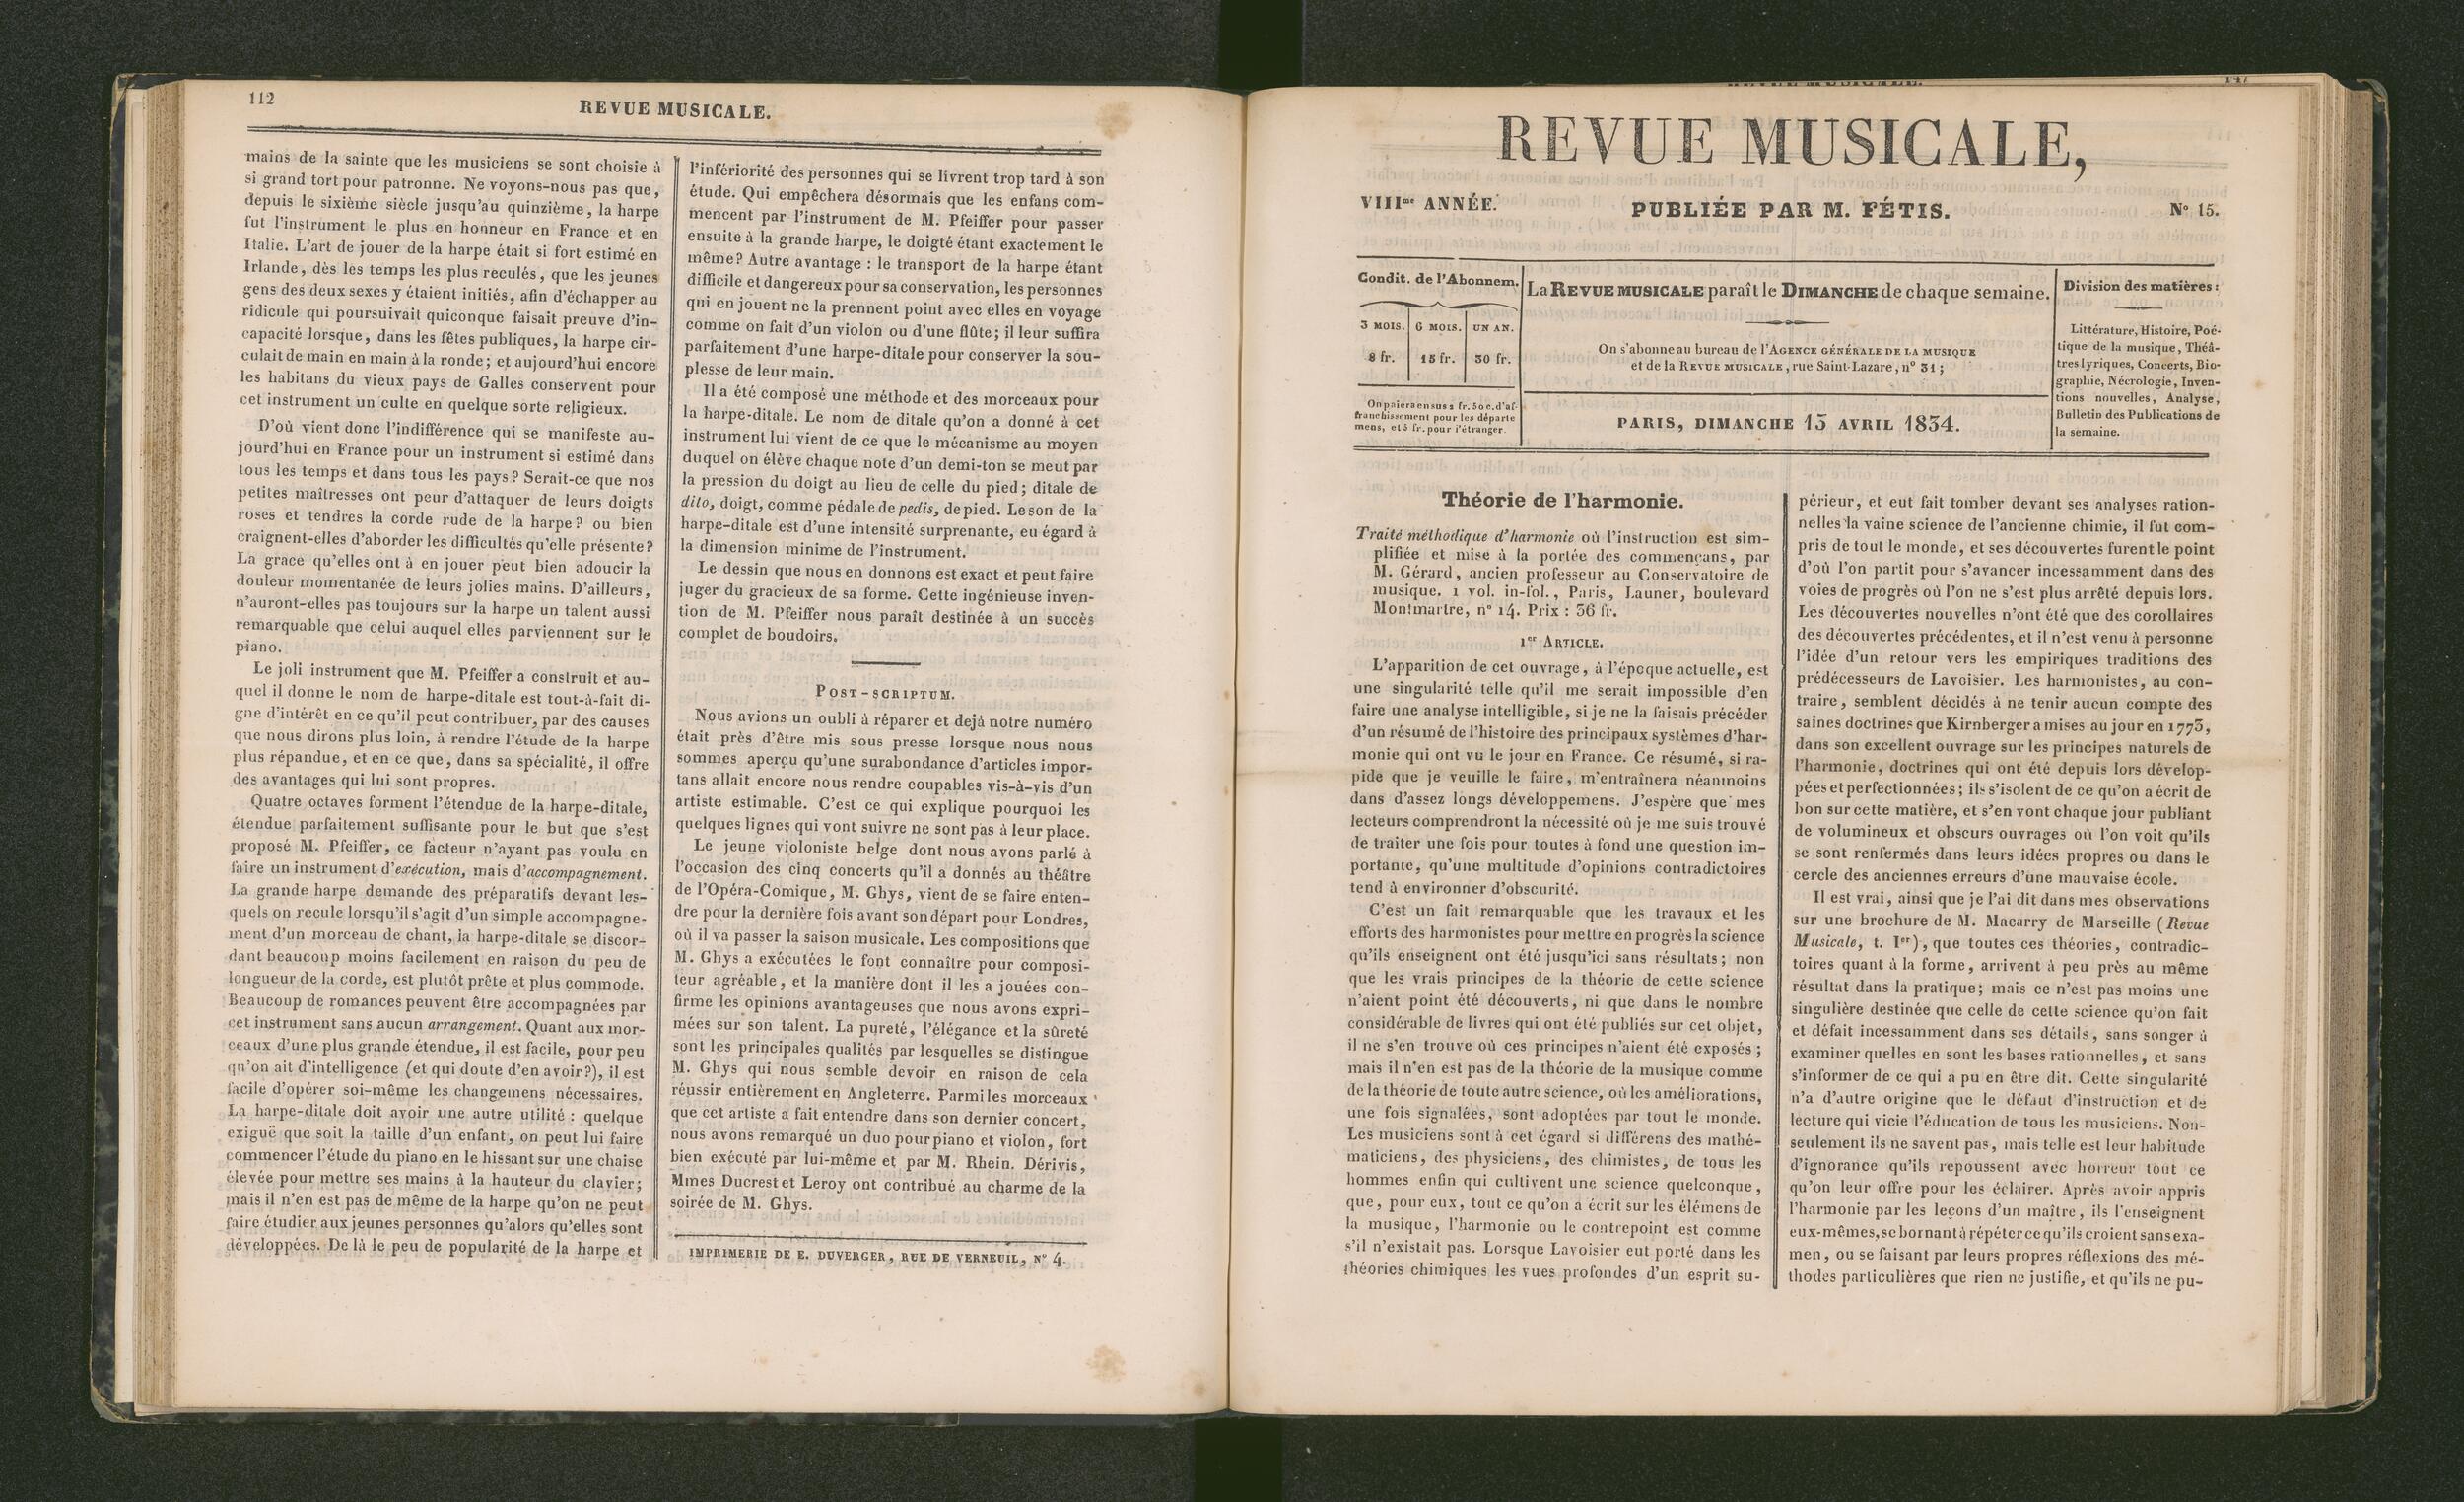 112
REVUE MUSICALE.
mains de la sainte que les musiciens se sont choisie à
si grand tort pour patronne. Ne voyons-nous pas que,
depuis le sixième siècle jusqu'au quinzième, la harpe
fut l'instrument le plus en honneur en France et en
Italie. L'art de jouer de la harpe était si fort estimé en
Irlande, dès les temps les plus reculés, que les jeunes
gens des deux sexes y étaient initiés, afin d'échapper au
ridicule qui poursuivait quiconque faisait preuve d'in-
capacité lorsque, dans les fêtes publiques, la harpe cir-
culait de main en main à la ronde; et aujourd'hui encore
les habitans du vieux pays de Galles conservent pour
cet instrument un culte en quelque sorte religieux.
D'où vient donc l'indifférence qui se manifeste au-
jourd'hui en France pour un instrument si estimé dans
tous les temps et dans tous les pays? Serait-ce que nos
petites maîtresses ont peur d'attaquer de leurs doigts
roses et tendres la corde rude de la harpe? ou bien
craignent-elles d'aborder les difficultés qu'elle présente?
La grace qu'elles ont à en jouer peut bien adoucir la
douleur momentanée de leurs jolies mains. D'ailleurs,
n'auront-elles pas toujours sur la harpe un talent aussi
remarquable que celui auquel elles parviennent sur le
piano.
Le joli instrument que M. Pfeiffer a construit et au-
quel il donne le nom de harpe-ditale est tout-à-fait di-
gne d'intérêt en ce qu'il peut contribuer, par des causes
que nous dirons plus loin, à rendre l'étude de la harpe
plus répandue, et en ce que, dans sa spécialité, il offre
des avantages qui lui sont propres.
Quatre octaves forment l'étendue de la harpe-ditale,
étendue parfaitement suffisante pour le but que s'est
proposé M. Pfeiffer, ce facteur n'ayant pas voulu en
faire un instrument d'exécution, mais d'accompagnement.
La grande harpe demande des préparatifs devant les-
quels on recule lorsqu'il s'agit d'un simple accompagne-
ment d'un morceau de chant, la harpe-ditale se discor-
dant beaucoup moins facilement en raison du peu de
longueur de la corde, est plutôt prête et plus commode.
Beaucoup de romances peuvent être accompagnées par
cet instrument sans aucun arrangement. Quant aux mor-
ceaux d'une plus grande étendue, il est facile, pour peu
qu'on ait d'intelligence (et qui doute d'en avoir?), il est
facile d'opérer soi-même les changemens nécessaires.
La harpe-ditale doit avoir une autre utilité : quelque
exiguë que soit la taille d'un enfant, on peut lui faire
commencer l'étude du piano en le hissant sur une chaise
élevée pour mettre ses mains à la hauteur du clavier;
mais il n'en est pas de même de la harpe qu'on ne peut
faire étudier aux jeunes personnes qu'alors qu'elles sont
développées. De là le peu de popularité de la harpe et
l'infériorité des personnes qui se livrent trop tard à son
étude. Qui empêchera désormais que les enfans com-
mencent par l'instrument de M. Pfeiffer pour passer
ensuite à la grande harpe, le doigté étant exactement le
même? Autre avantage : le transport de la harpe étant
difficile et dangereux pour sa conservation, les personnes
qui en jouent ne la prennent point avec elles en voyage
comme on fait d'un violon ou d'une flûte; il leur suffira
parfaitement d'une harpe-ditale pour conserver la sou-
plesse de leur main.
Il a été composé une méthode et des morceaux pour
la harpe-ditale. Le nom de ditale qu'on a donné à cet
instrument lui vient de ce que le mécanisme au moyen
duquel on élève chaque note d'un demi-ton se meut par
la pression du doigt au lieu de celle du pied; ditale de
dito, doigt, comme pédale de pedis, de pied. Le son de la
harpe-ditale est d'une intensité surprenante, eu égard à
la dimension minime de l'instrument.
Le dessin que nous en donnons est exact et peut faire
juger du gracieux de sa forme. Cette ingénieuse inven-
tion de M. Pfeiffer nous paraît destinée à un succès
complet de boudoirs.
POST-SCRIPTUM.
Nous avions un oubli à réparer et dejà notre numéro
était près d'être mis sous presse lorsque nous nous
sommes aperçu qu'une surabondance d'articles impor-
tans allait encore nous rendre coupables vis-à-vis d'un
artiste estimable. C'est ce qui explique pourquoi les
quelques lignes qui vont suivre ne sont pas à leur place.
Le jeune violoniste belge dont nous avons parlé à
l'occasion des cinq concerts qu'il a donnés au théâtre
de l'Opéra-Comique, M. Ghys, vient de se faire enten-
dre pour la dernière fois avant son départ pour Londres,
où il va passer la saison musicale. Les compositions que
M. Ghys a exécutées le font connaître pour composi-
teur agréable, et la manière dont il les a jouées con-
firme les opinions avantageuses que nous avons expri-
mées sur son talent. La pureté, l'élégance et la sûreté
sont les principales qualités par lesquelles se distingue
M. Ghys qui nous semble devoir en raison de cela
réussir entièrement en Angleterre. Parmi les morceaux
que cet artiste a fait entendre dans son dernier concert,
nous avons remarqué un duo pour piano et violon, fort
bien exécuté par lui-même et par M. Rhein. Dérivis,
Mmes Ducrest et Leroy ont contribué au charme de la
soirée de M. Ghys.
IMPRIMERIE DE E. DUVERGER, RUE DE VERNEUIL, N° 4.
REVUE MUSICALE,
VIIIme ANNÉE.
PUBLIÉE PAR M. FÉTIS.
N° 15.
Condit. de l'Abonnem.
3 MOIS. 6 MOIS. UN AN.
8 fr. 15 fr. 30 fr.
On paiera en sus 2 fr. 50 c. d'af-
franchissement pour les départe
mens, et 5 fr. pour l'étranger.
La REVUE MUSICALE paraît le DIMANCHE de chaque semaine.
On s'abonne au bureau de l'AGENCE GÉNÉRALE DE LA MUSIQUE
et de la REVUE MUSICALE, rue Saint-Lazare, n° 31;
PARIS, DIMANCHE 13 AVRIL 1834.
Division des matières :
Littérature, Histoire, Poé-
tique de la musique, Théâ-
tres lyriques, Concerts, Bio-
graphie, Nécrologie, Inven-
tions nouvelles, Analyse,
Bulletin des Publications de
la semaine.
Théorie de l'harmonie.
Traité méthodique d'harmonie où l'instruction est sim-
plifiée et mise à la portée des commençans, par
M. Gérard, ancien professeur au Conservatoire de
musique. 1 vol. in-fol., Paris, Launer, boulevard
Montmartre, n° 14. Prix : 36 fr.
1er ARTICLE.
L'apparition de cet ouvrage, à l'époque actuelle, est
une singularité telle qu'il me serait impossible d'en
faire une analyse intelligible, si je ne la faisais précéder
d'un résumé de l'histoire des principaux systèmes d'har-
monie qui ont vu le jour en France. Ce résumé, si ra-
pide que je veuille le faire, m'entraînera néanmoins
dans d'assez longs développemens. J'espère que mes
lecteurs comprendront la nécessité où je me suis trouvé
de traiter une fois pour toutes à fond une question im-
portante, qu'une multitude d'opinions contradictoires
tend à environner d'obscurité.
C'est un fait remarquable que les travaux et les
efforts des harmonistes pour mettre en progrès la science
qu'ils enseignent ont été jusqu'ici sans résultats; non
que les vrais principes de la théorie de cette science
n'aient point été découverts, ni que dans le nombre
considérable de livres qui ont été publiés sur cet objet,
il ne s'en trouve où ces principes n'aient été exposés;
mais il n'en est pas de la théorie de la musique comme
de la théorie de toute autre science, où les améliorations,
une fois signalées, sont adoptées par tout le monde.
Les musiciens sont à cet égard si différens des mathé-
maticiens, des physiciens, des chimistes, de tous les
hommes enfin qui cultivent une science quelconque,
que, pour eux, tout ce qu'on a écrit sur les élémens de
la musique, l'harmonie ou le contrepoint est comme
s'il n'existait pas. Lorsque Lavoisier eut porté dans les
théories chimiques les vues profondes d'un esprit su-
périeur, et eut fait tomber devant ses analyses ration-
nelles la vaine science de l'ancienne chimie, il fut com-
pris de tout le monde, et ses découvertes furent le point
d'où l'on partit pour s'avancer incessamment dans des
voies de progrès où l'on ne s'est plus arrêté depuis lors.
Les découvertes nouvelles n'ont été que des corollaires
des découvertes précédentes, et il n'est venu à personne
l'idée d'un retour vers les empiriques traditions des
prédécesseurs de Lavoisier. Les harmonistes, au con-
traire, semblent décidés à ne tenir aucun compte des
saines doctrines que Kirnberger a mises au jour en 1773,
dans son excellent ouvrage sur les principes naturels de
l'harmonie, doctrines qui ont été depuis lors dévelop-
pées et perfectionnées; ils s'isolent de ce qu'on a écrit de
bon sur cette matière, et s'en vont chaque jour publiant
de volumineux et obscurs ouvrages où l'on voit qu'ils
se sont renfermés dans leurs idées propres ou dans le
cercle des anciennes erreurs d'une mauvaise école.
Il est vrai, ainsi que je l'ai dit dans mes observations
sur une brochure de M. Macarry de Marseille (Revue
Musicale, t. Ier), que toutes ces théories, contradic-
toires quant à la forme, arrivent à peu près au même
résultat dans la pratique; mais ce n'est pas moins une
singulière destinée que celle de cette science qu'on fait
et défait incessamment dans ses détails, sans songer à
examiner quelles en sont les bases rationnelles, et sans
s'informer de ce qui a pu en être dit. Cette singularité
n'a d'autre origine que le défaut d'instruction et de
lecture qui vicie l'éducation de tous les musiciens. Non-
seulement ils ne savent pas, mais telle est leur habitude
d'ignorance qu'ils repoussent avec horreur tout ce
qu'on leur offre pour les éclairer. Après avoir appris
l'harmonie par les leçons d'un maître, ils l'enseignent
eux-mêmes, se bornant à répéter ce qu'ils croient sans exa-
men, ou se faisant par leurs propres réflexions des mé-
thodes particulières que rien ne justifie, et qu'ils ne pu-